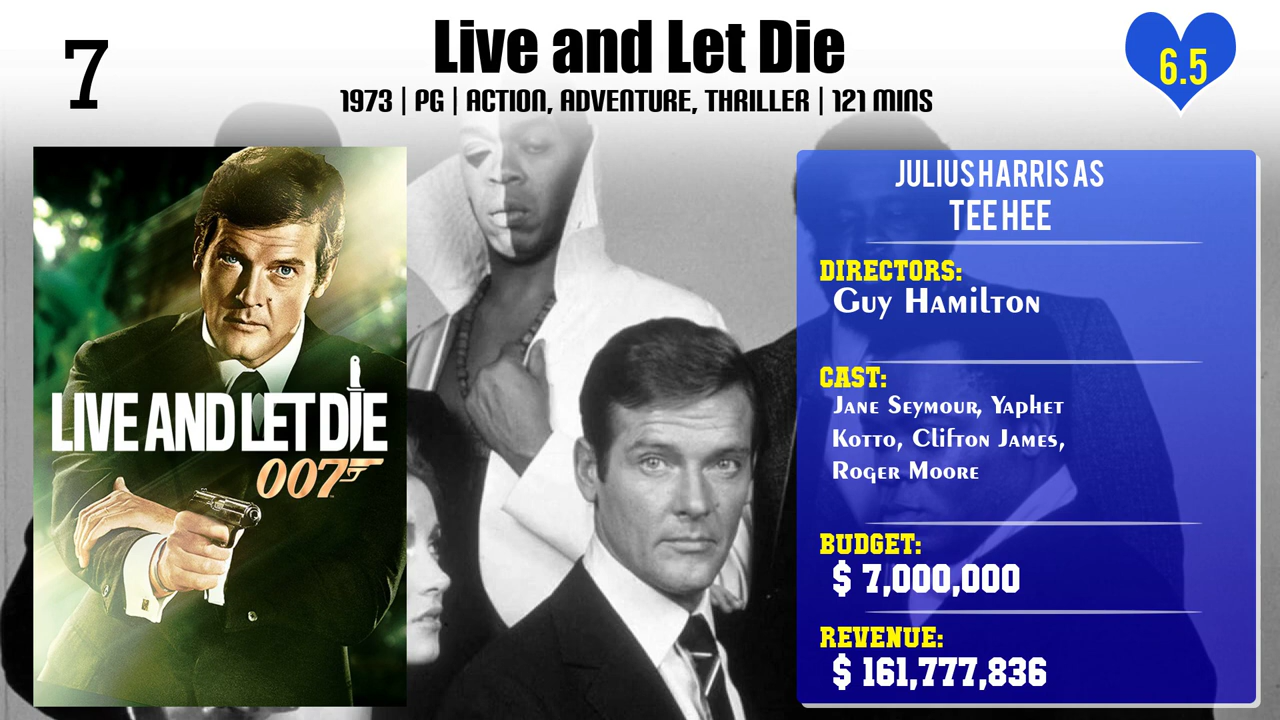 7
Live and Let Die
1973 | PG | ACTION, ADVENTURE, THRILLER | 121 MINS
6.5
LIVE AND LET DIE
007
JULIUS HARRIS AS
TEE HEE
DIRECTORS:
Guy Hamilton
CAST:
Jane Seymour, Yaphet
Kotto, Clifton James,
Roger Moore
BUDGET:
$ 7,000,000
REVENUE:
$ 161,777,836